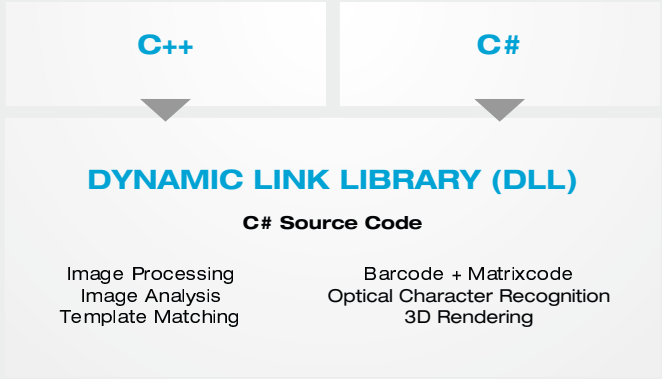 C++
C#
DYNAMIC LINK LIBRARY (DLL)
C# Source Code
Image Processing
Image Analysis
Template Matching
Barcode + Matrixcode
Optical Character Recognition
3D Rendering